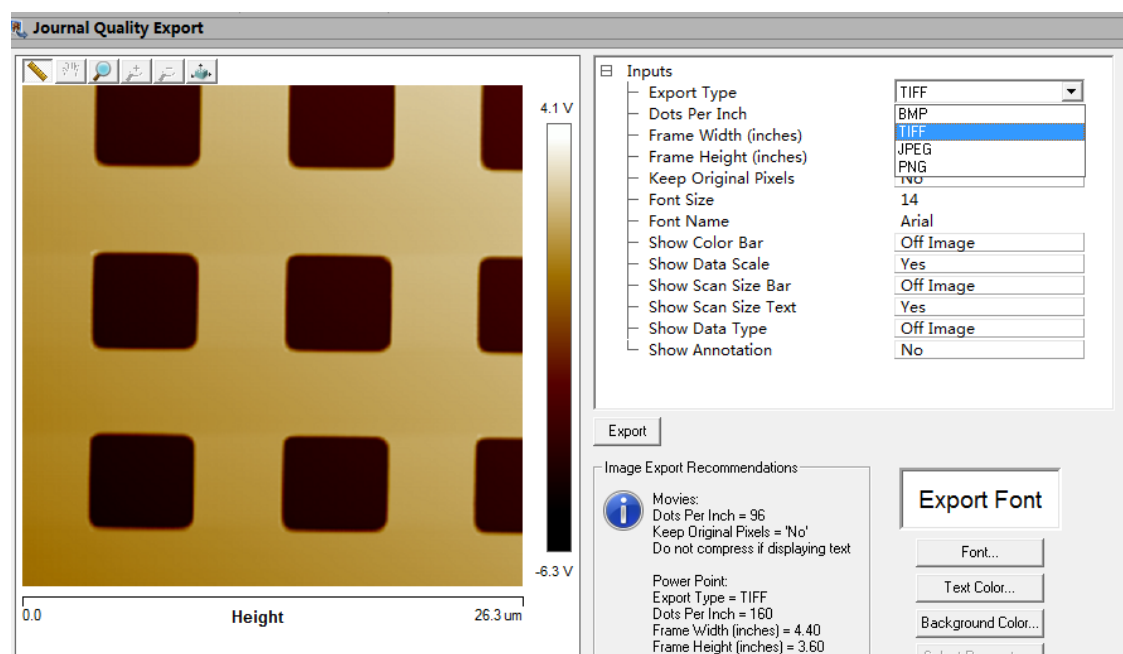 Journal Quality Export
4.1 V
-6.3 V
0.0
Height
26.3 um
Inputs
Export Type
TIFF
BMP
TIFF
JPEG
PNG
Dots Per Inch
Frame Width (inches)
Frame Height (inches)
Keep Original Pixels
No
Font Size
14
Font Name
Arial
Show Color Bar
Off Image
Show Data Scale
Yes
Show Scan Size Bar
Off Image
Show Scan Size Text
Yes
Show Data Type
Off Image
Show Annotation
No
Export
Image Export Recommendations
Movies:
Dots Per Inch = 96
Keep Original Pixels = 'No'
Do not compress if displaying text
Power Point:
Export Type = TIFF
Dots Per Inch = 160
Frame Width (inches) = 4.40
Frame Height (inches) = 3.60
Export Font
Font...
Text Color...
Background Color...